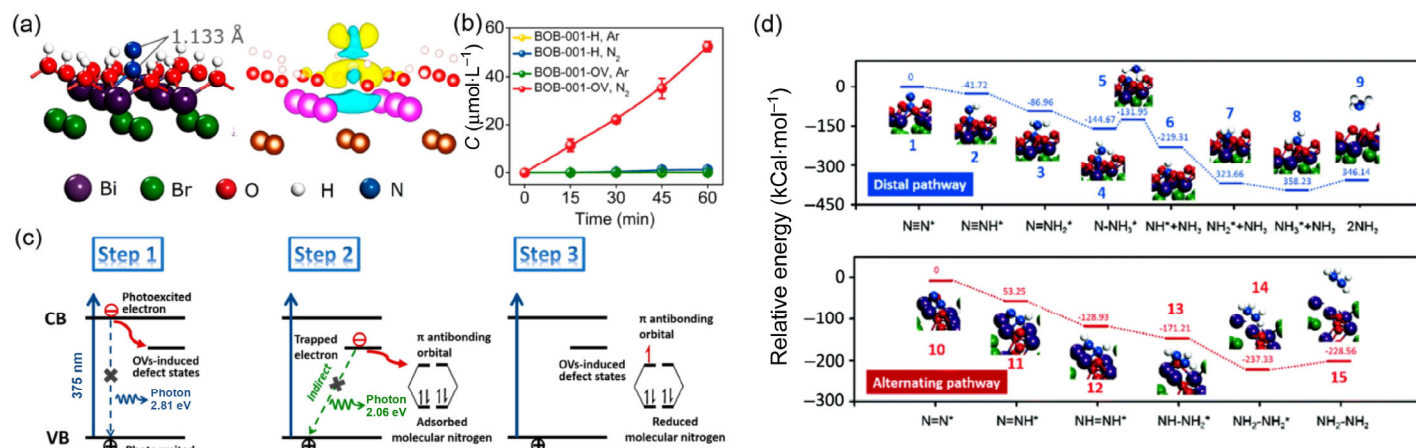 (a)
1.133 Å
Bi
Br
O
H
N
(b)
C (μmol·L⁻¹)
60
40
20
0
BOB-001-H, Ar
BOB-001-H, N₂
BOB-001-OV, Ar
BOB-001-OV, N₂
0 15 30 45 60
Time (min)
(c)
Step 1
Step 2
Step 3
CB
VB
375 nm
Photoexcited
electron
OVs-induced
defect states
Photon
2.81 eV
Photoexcited
Trapped
electron
Indirect
Photon
2.06 eV
π antibonding
orbital
Adsorbed
molecular nitrogen
OVs-induced
defect states
π antibonding
orbital
Reduced
molecular nitrogen
(d)
Relative energy (kCal·mol⁻¹)
0
-150
-300
-450
0
-41.72
-86.96
-144.67
-131.95
-219.31
323.66
358.23
346.14
1
2
3
4
5
6
7
8
9
Distal pathway
N≡N*
N≡NH*
N=NH₂*
N-NH₃*
NH*+NH₃
NH₂*+NH₃
NH₃*+NH₃
2NH₃
0
-100
-200
-300
0
53.25
-128.93
-171.21
-237.33
-228.56
10
11
12
13
14
15
Alternating pathway
N=N*
N=NH*
NH=NH*
NH-NH₂*
NH₂-NH₂*
NH₂-NH₂